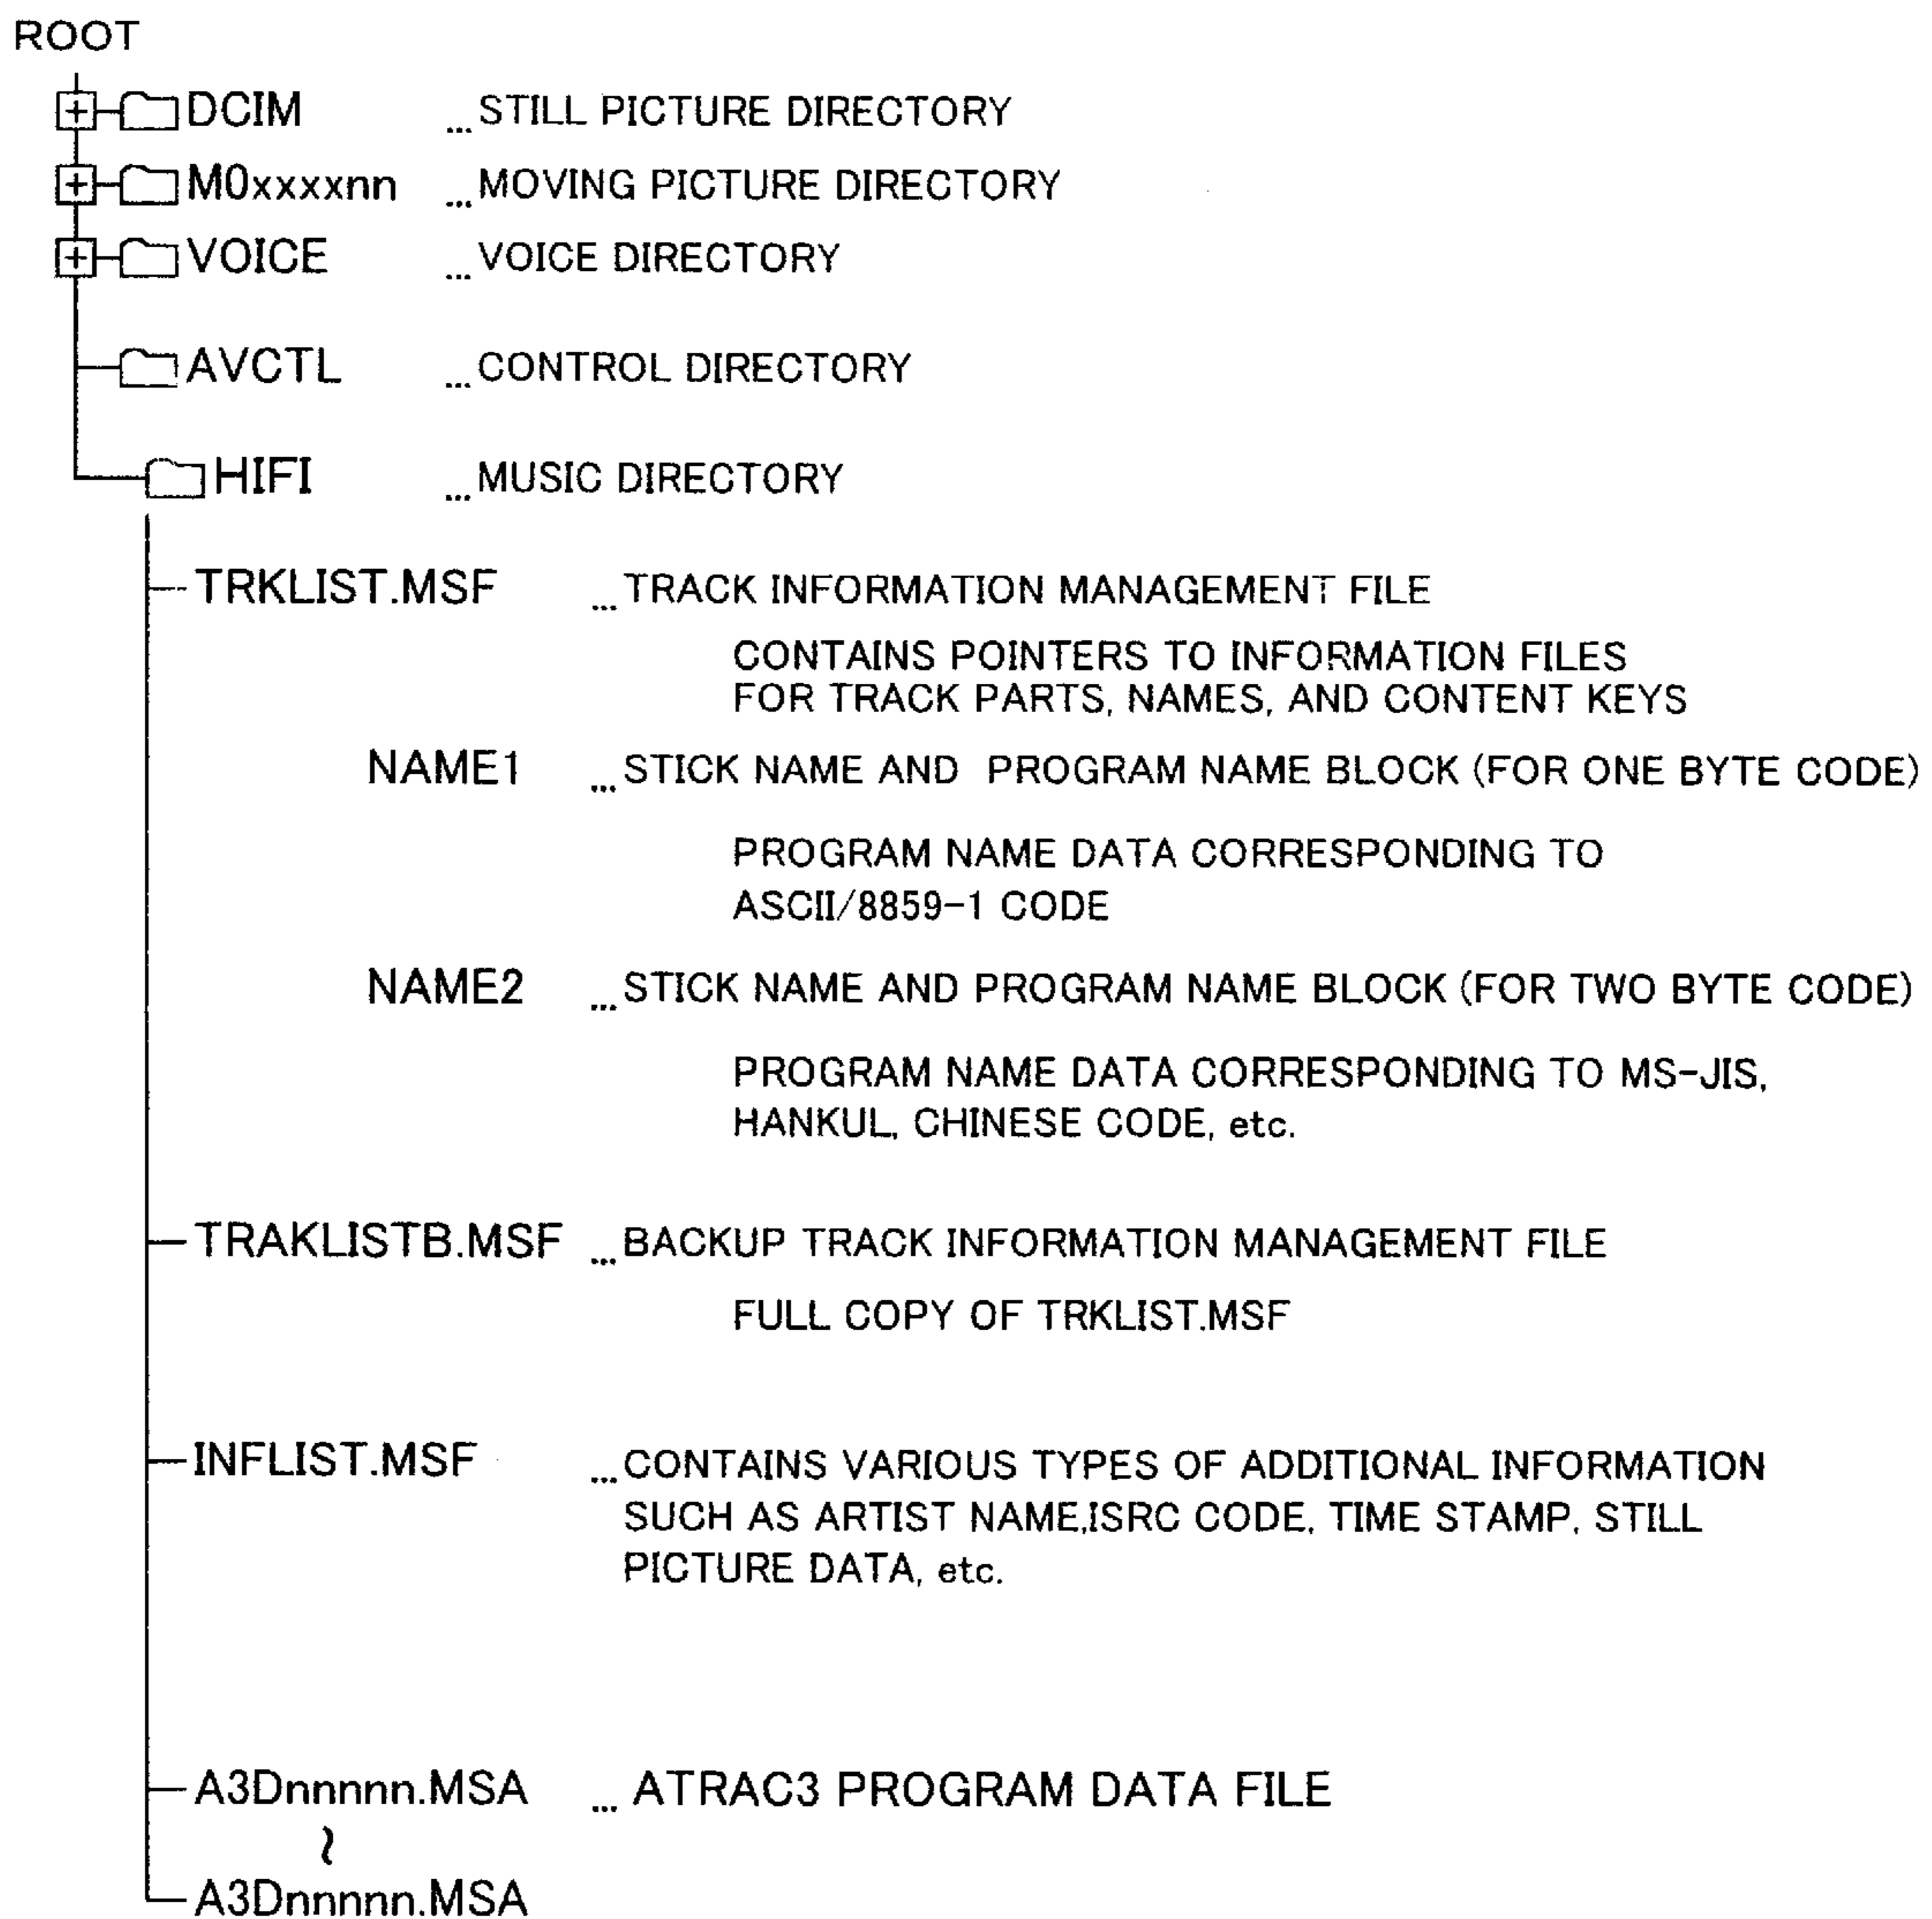 ROOT
DCIM ... STILL PICTURE DIRECTORY
M0xxxxnn ... MOVING PICTURE DIRECTORY
VOICE ... VOICE DIRECTORY
AVCTL ... CONTROL DIRECTORY
HIFI ... MUSIC DIRECTORY
TRKLIST.MSF ... TRACK INFORMATION MANAGEMENT FILE
CONTAINS POINTERS TO INFORMATION FILES
FOR TRACK PARTS, NAMES, AND CONTENT KEYS
NAME1 ... STICK NAME AND PROGRAM NAME BLOCK (FOR ONE BYTE CODE)
PROGRAM NAME DATA CORRESPONDING TO
ASCII/8859-1 CODE
NAME2 ... STICK NAME AND PROGRAM NAME BLOCK (FOR TWO BYTE CODE)
PROGRAM NAME DATA CORRESPONDING TO MS-JIS,
HANKUL, CHINESE CODE, etc.
TRAKLISTB.MSF ... BACKUP TRACK INFORMATION MANAGEMENT FILE
FULL COPY OF TRKLIST.MSF
INFLIST.MSF ... CONTAINS VARIOUS TYPES OF ADDITIONAL INFORMATION
SUCH AS ARTIST NAME,ISRC CODE, TIME STAMP, STILL
PICTURE DATA, etc.
A3Dnnnnn.MSA ... ATRAC3 PROGRAM DATA FILE
~
A3Dnnnnn.MSA